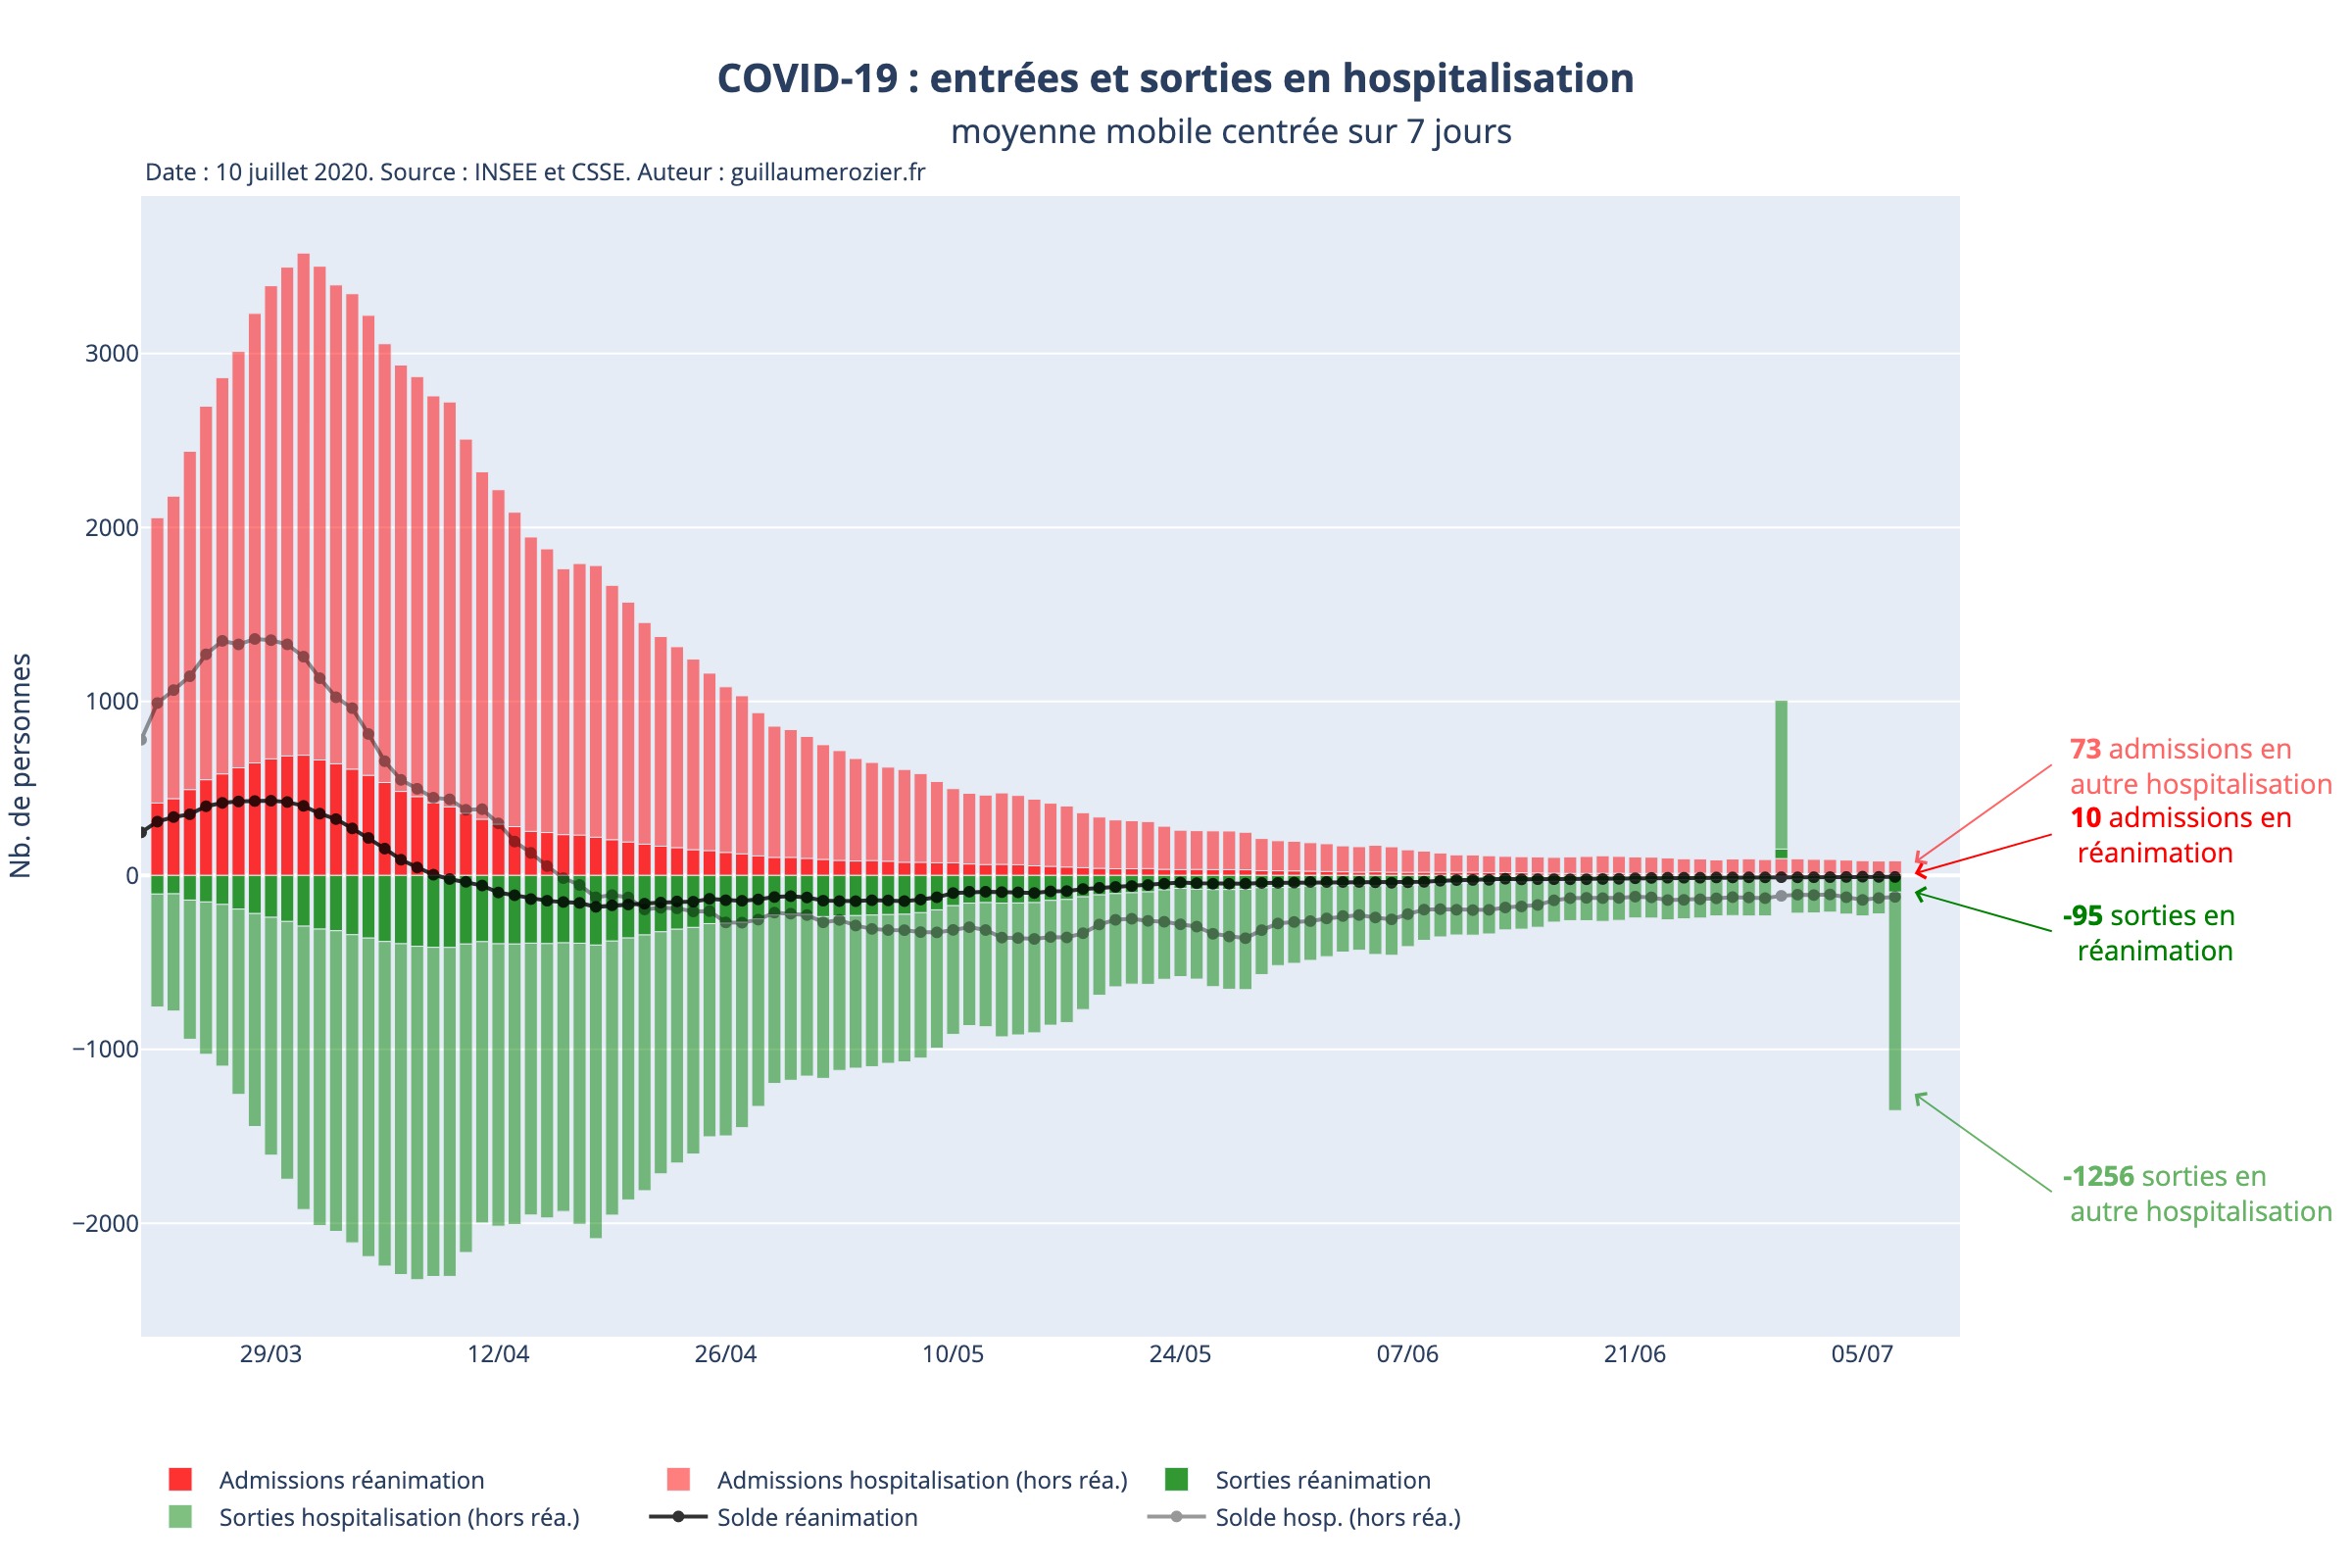 COVID-19 : entrées et sorties en hospitalisation
moyenne mobile centrée sur 7 jours
Date : 10 juillet 2020. Source : INSEE et CSSE. Auteur : guillaumerozier.fr
Nb. de personnes
3000
2000
1000
0
−1000
−2000
29/03
12/04
26/04
10/05
24/05
07/06
21/06
05/07
73 admissions en
autre hospitalisation
10 admissions en
réanimation
-95 sorties en
réanimation
-1256 sorties en
autre hospitalisation
Admissions réanimation
Admissions hospitalisation (hors réa.)
Sorties réanimation
Sorties hospitalisation (hors réa.)
Solde réanimation
Solde hosp. (hors réa.)